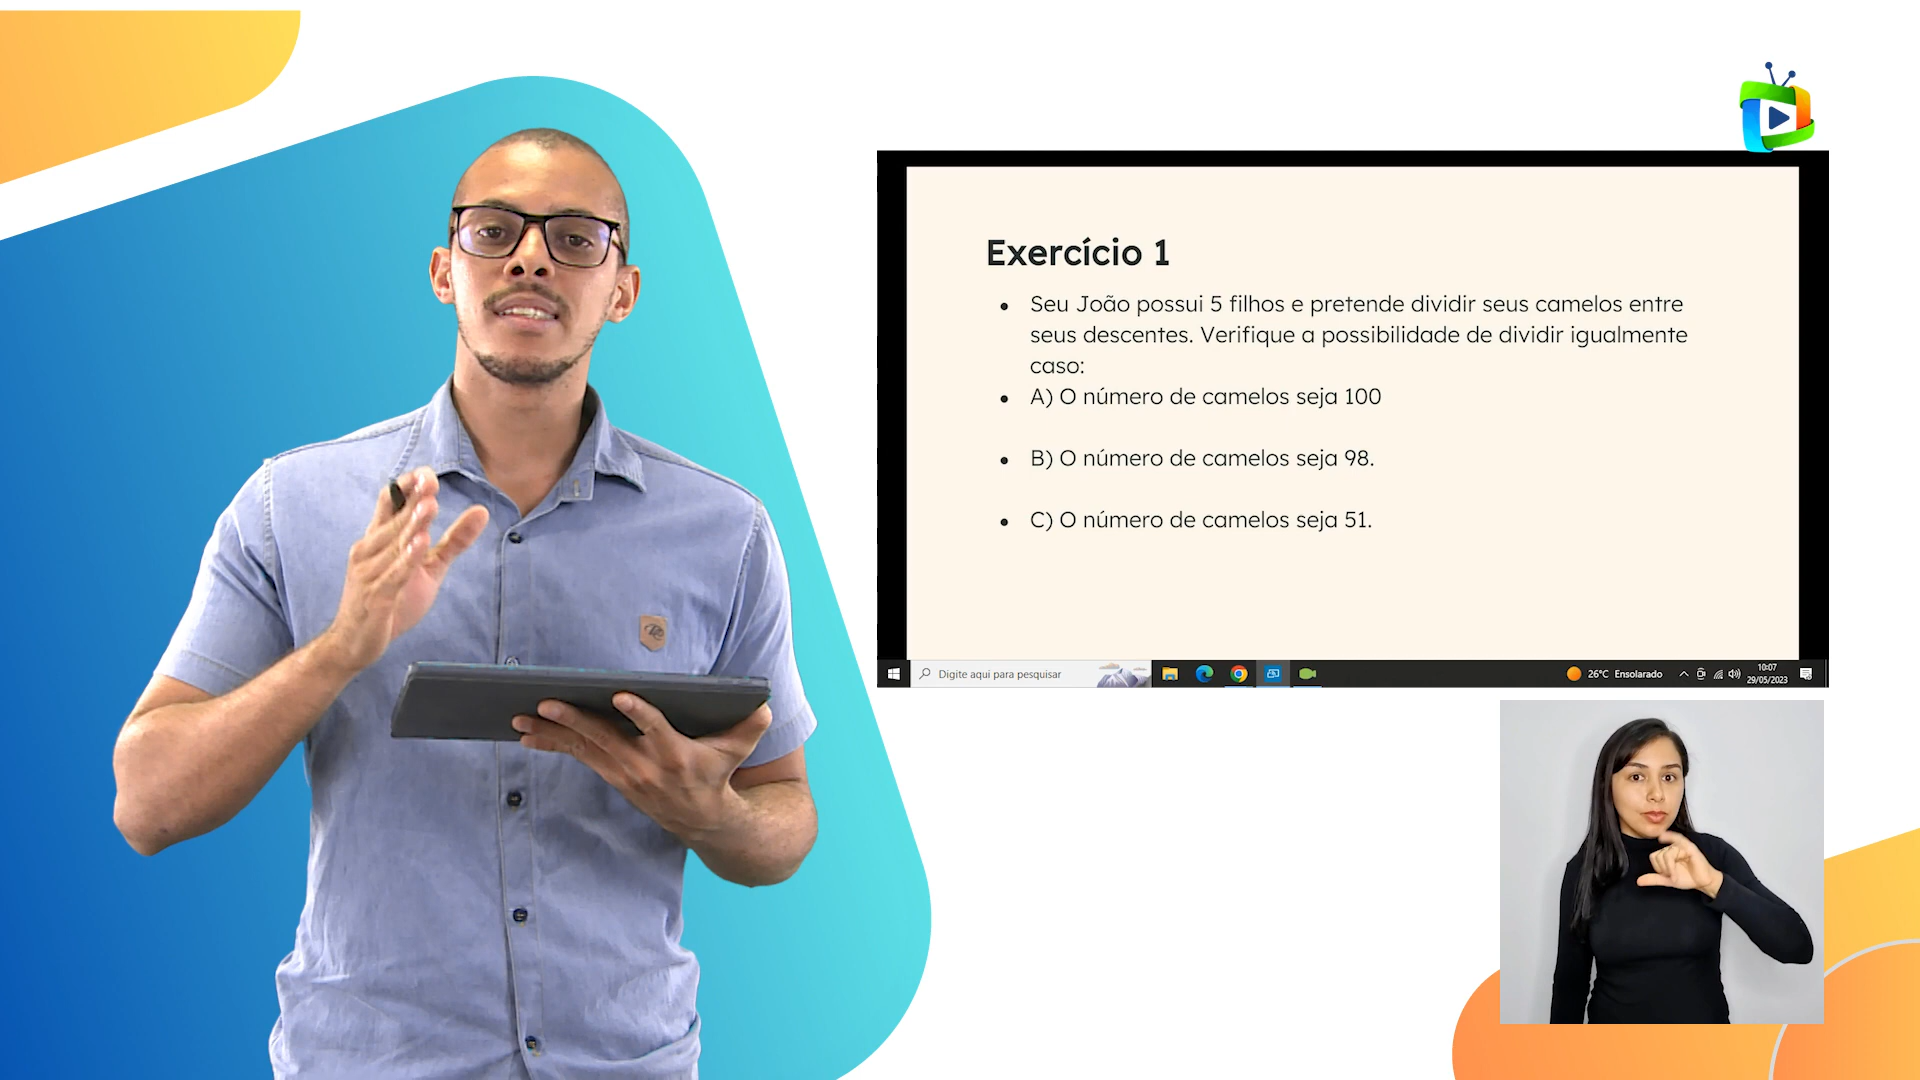 Exercício 1
• Seu João possui 5 filhos e pretende dividir seus camelos entre
seus descentes. Verifique a possibilidade de dividir igualmente
caso:
• A) O número de camelos seja 100
• B) O número de camelos seja 98.
• C) O número de camelos seja 51.
Digite aqui para pesquisar
26°C Ensolarado
10:07
29/05/2023